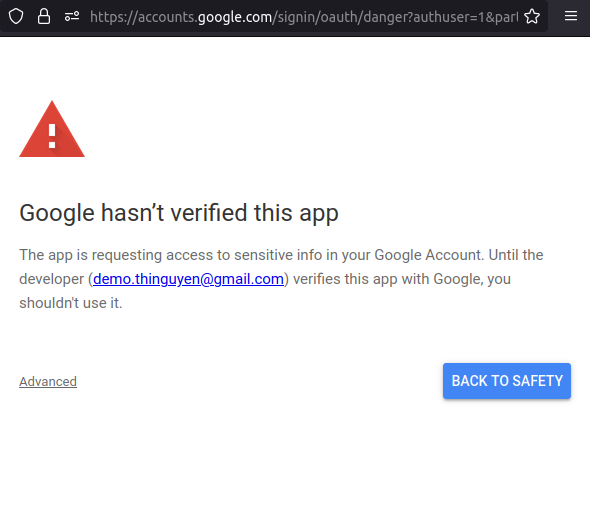 https://accounts.google.com/signin/oauth/danger?authuser=1&part
Google hasn’t verified this app
The app is requesting access to sensitive info in your Google Account. Until the
developer (demo.thinguyen@gmail.com) verifies this app with Google, you
shouldn't use it.
Advanced
BACK TO SAFETY